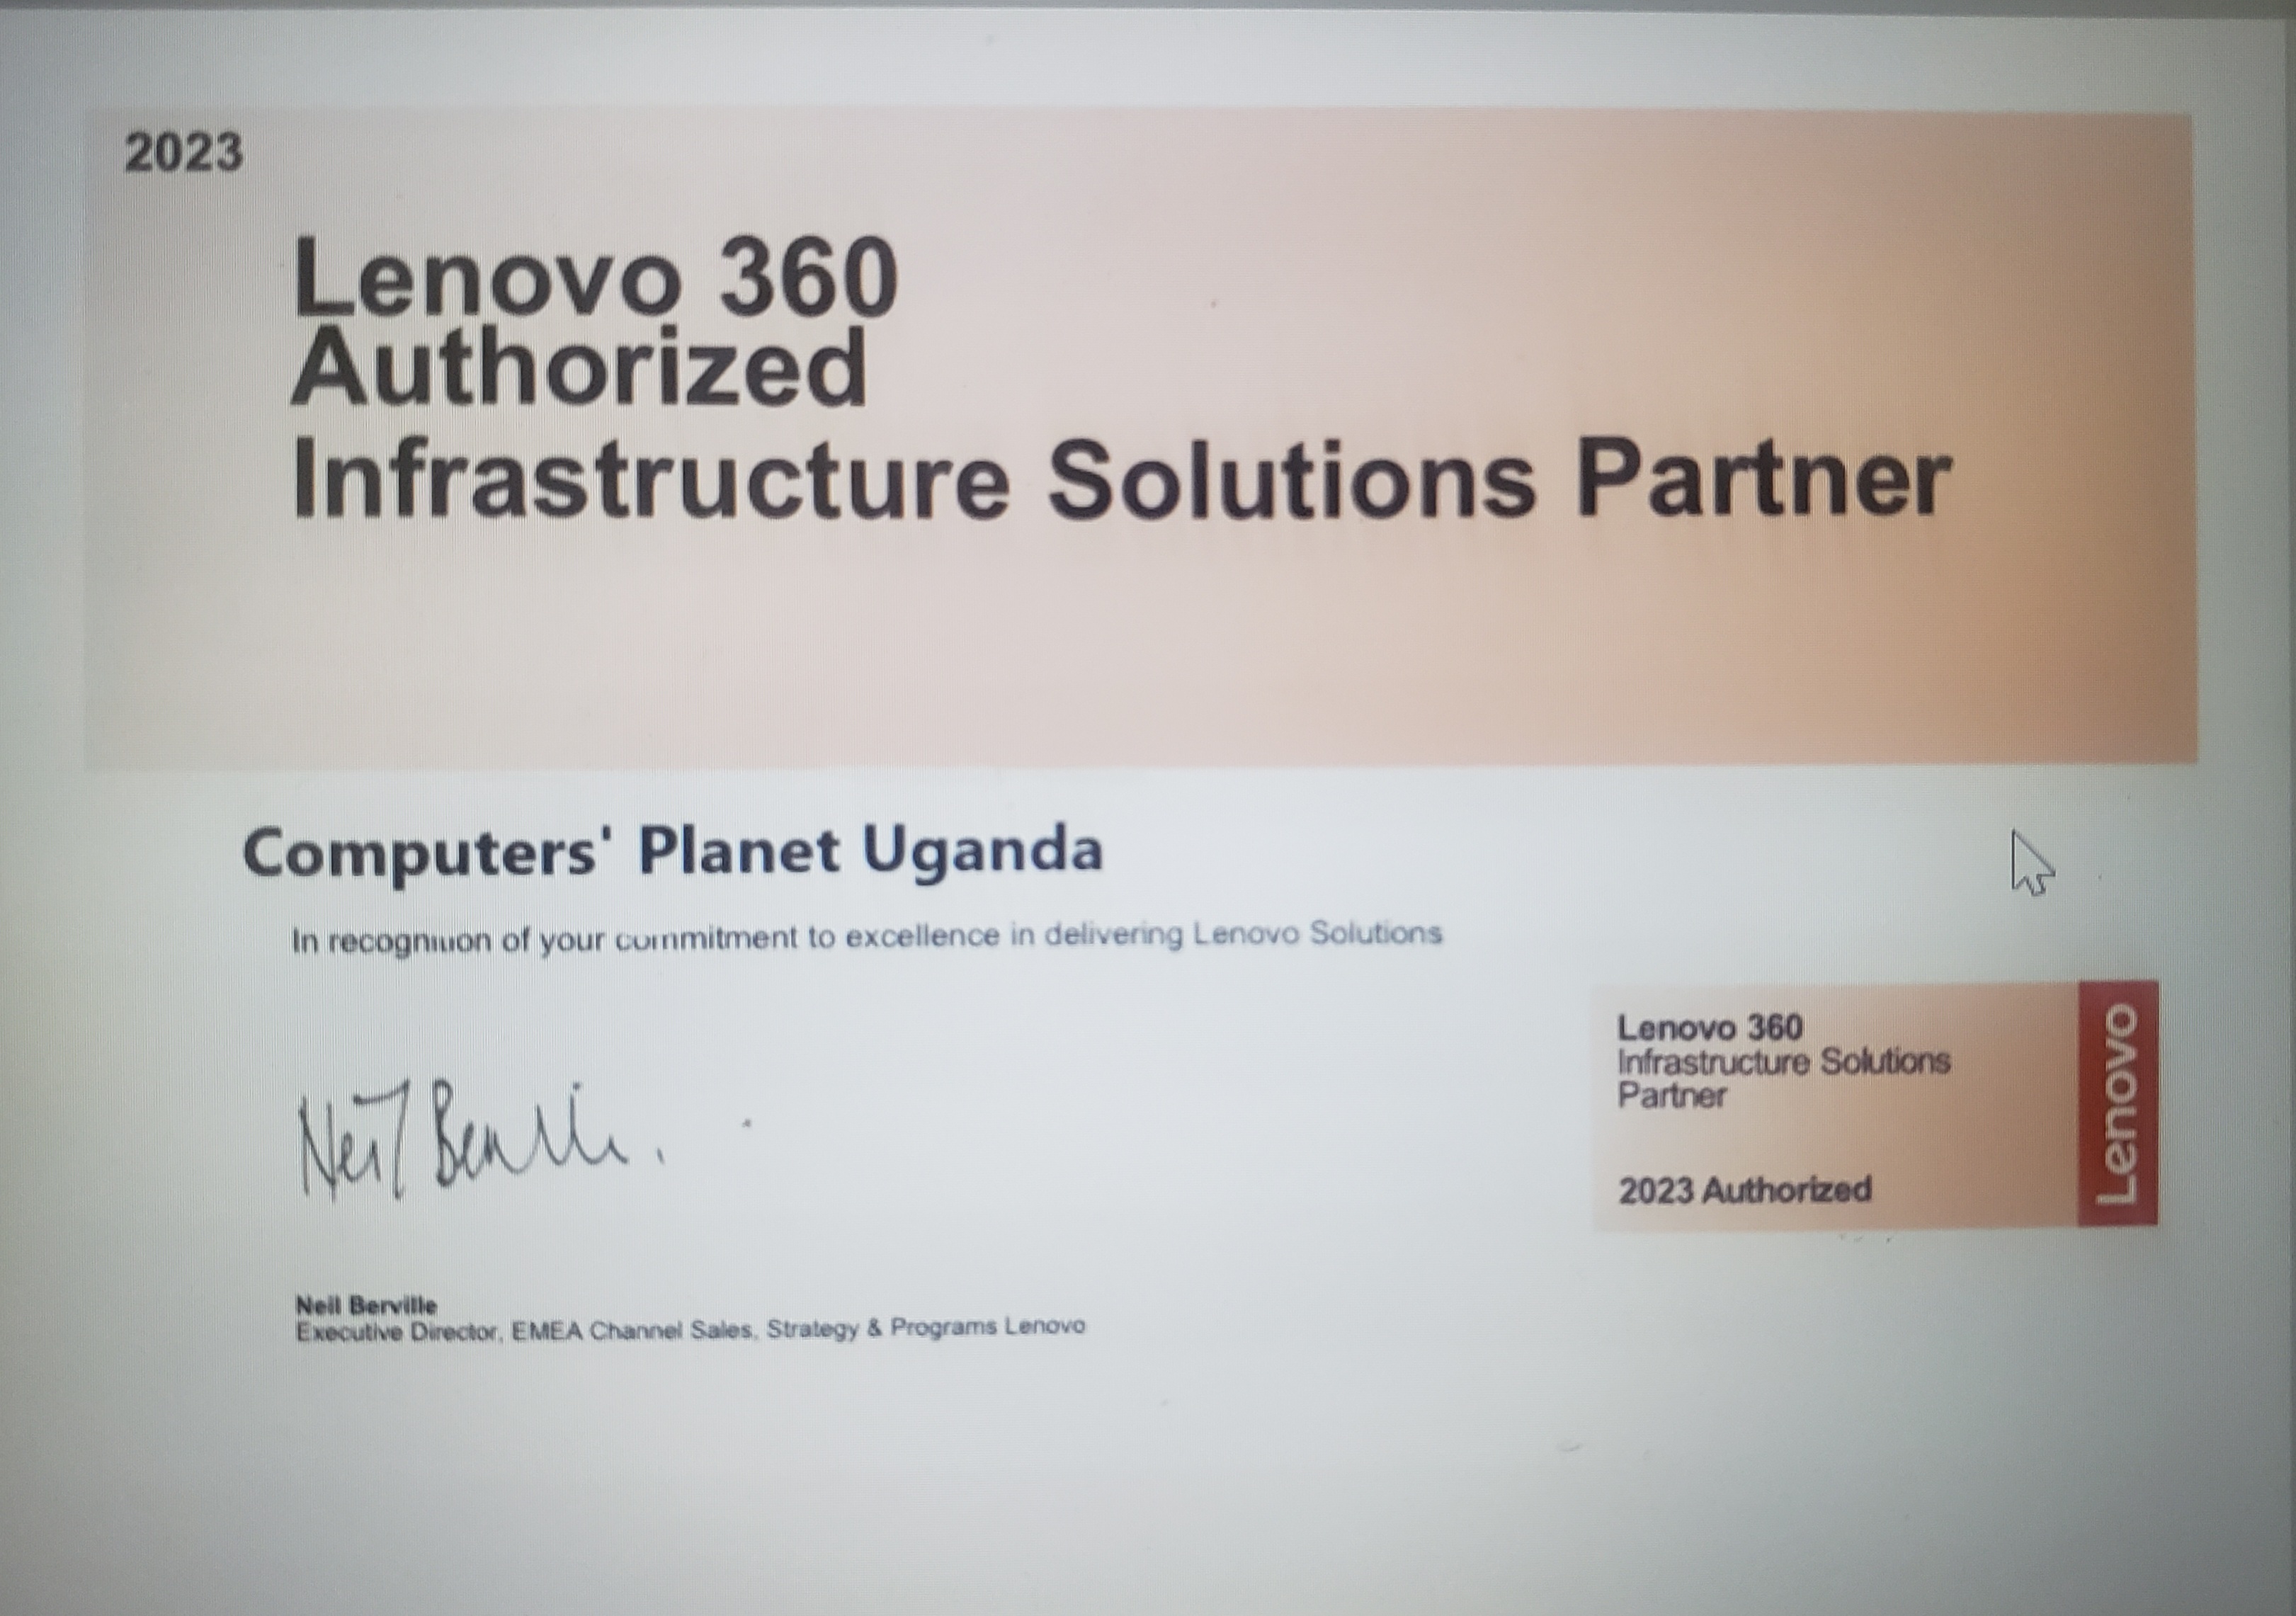 2023
Lenovo 360
Authorized
Infrastructure Solutions Partner
Computers' Planet Uganda
In recognition of your commitment to excellence in delivering Lenovo Solutions
Neil Berville
Lenovo 360
Infrastructure Solutions
Partner
2023 Authorized
Lenovo
Neil Berville
Executive Director, EMEA Channel Sales, Strategy & Programs Lenovo